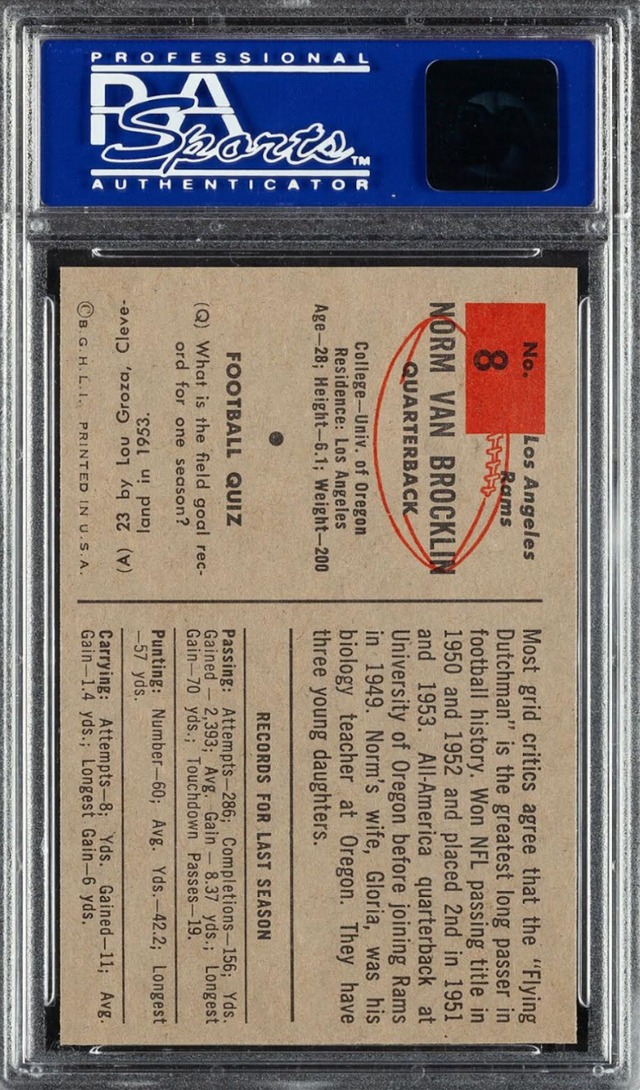 PROFESSIONAL
PSA
Sports™
AUTHENTICATOR
No.
8
Los Angeles
Rams
NORM VAN BROCKLIN
QUARTERBACK
College—Univ. of Oregon
Residence: Los Angeles
Age—28; Height—6.1; Weight—200
FOOTBALL QUIZ
(Q) What is the field goal rec-
ord for one season?
(A) 23 by Lou Groza, Cleve-
land in 1953.
©B.G.H.L.I., PRINTED IN U.S.A.
Most grid critics agree that the "Flying
Dutchman" is the greatest long passer in
football history. Won NFL passing title in
1950 and 1952 and placed 2nd in 1951
and 1953. All-America quarterback at
University of Oregon before joining Rams
in 1949. Norm's wife, Gloria, was his
biology teacher at Oregon. They have
three young daughters.
RECORDS FOR LAST SEASON
Passing: Attempts—286; Completions—156; Yds.
Gained — 2,393; Avg. Gain — 8.37 yds.; Longest
Gain—70 yds.; Touchdown Passes—19.
Punting: Number—60; Avg. Yds.—42.2; Longest
—57 yds.
Carrying: Attempts—8; Yds. Gained—11; Avg.
Gain—1.4 yds.; Longest Gain—6 yds.